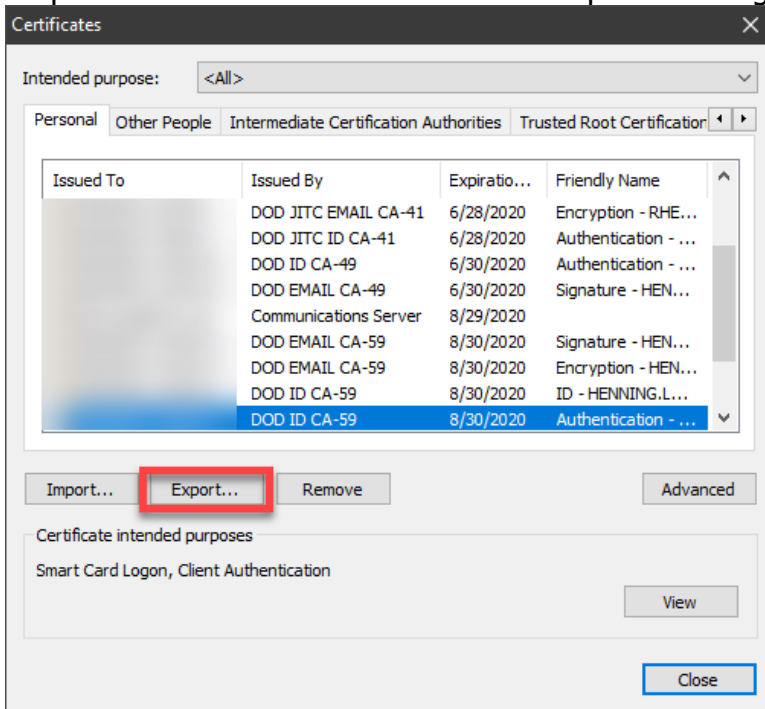 Certificates
Intended purpose: <All>
Personal Other People Intermediate Certification Authorities Trusted Root Certification
Issued To Issued By Expiratio... Friendly Name
DOD JITC EMAIL CA-41 6/28/2020 Encryption - RHE...
DOD JITC ID CA-41 6/28/2020 Authentication - ...
DOD ID CA-49 6/30/2020 Authentication - ...
DOD EMAIL CA-49 6/30/2020 Signature - HEN...
Communications Server 8/29/2020
DOD EMAIL CA-59 8/30/2020 Signature - HEN...
DOD EMAIL CA-59 8/30/2020 Encryption - HEN...
DOD ID CA-59 8/30/2020 ID - HENNING.L...
DOD ID CA-59 8/30/2020 Authentication - ...
Import... Export... Remove Advanced
Certificate intended purposes
Smart Card Logon, Client Authentication
View
Close